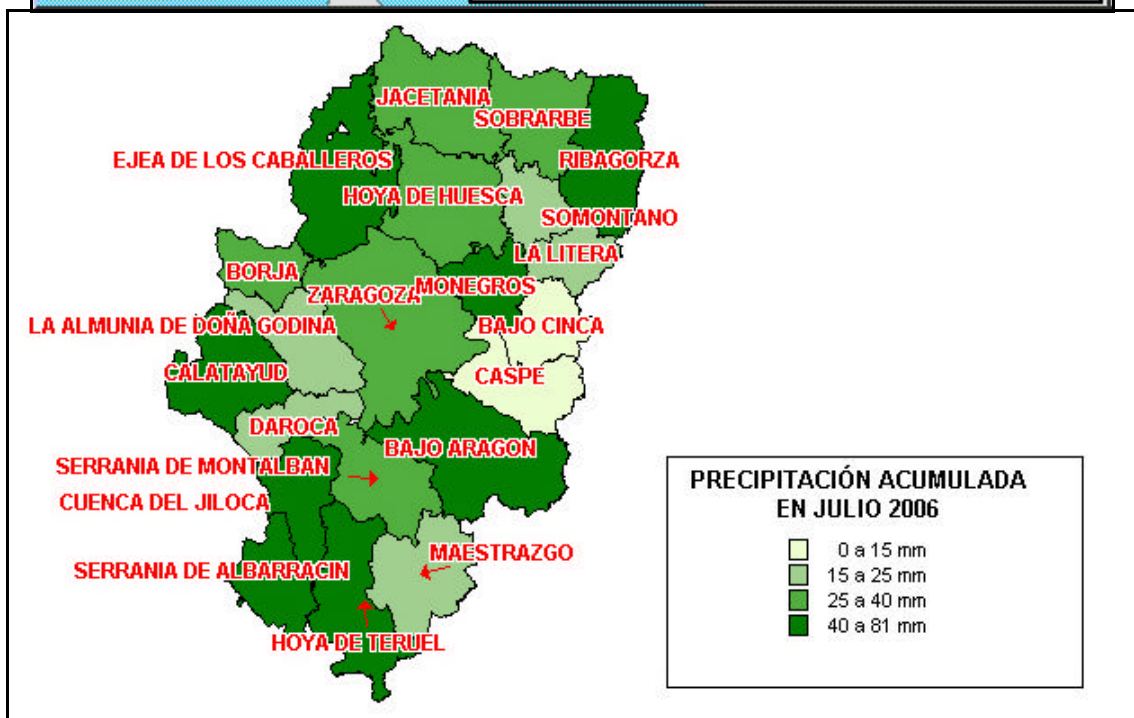 JACETANIA
SOBRARBE
EJEA DE LOS CABALLEROS
RIBAGORZA
HOYA DE HUESCA
SOMONTANO
LA LITERA
BORJA
MONEGROS
ZARAGOZA
LA ALMUNIA DE DOÑA GODINA
BAJO CINCA
CALATAYUD
CASPE
DAROCA
BAJO ARAGON
SERRANIA DE MONTALBAN
CUENCA DEL JILOCA
MAESTRAZGO
SERRANIA DE ALBARRACIN
HOYA DE TERUEL
PRECIPITACIÓN ACUMULADA
EN JULIO 2006
0 a 15 mm
15 a 25 mm
25 a 40 mm
40 a 81 mm